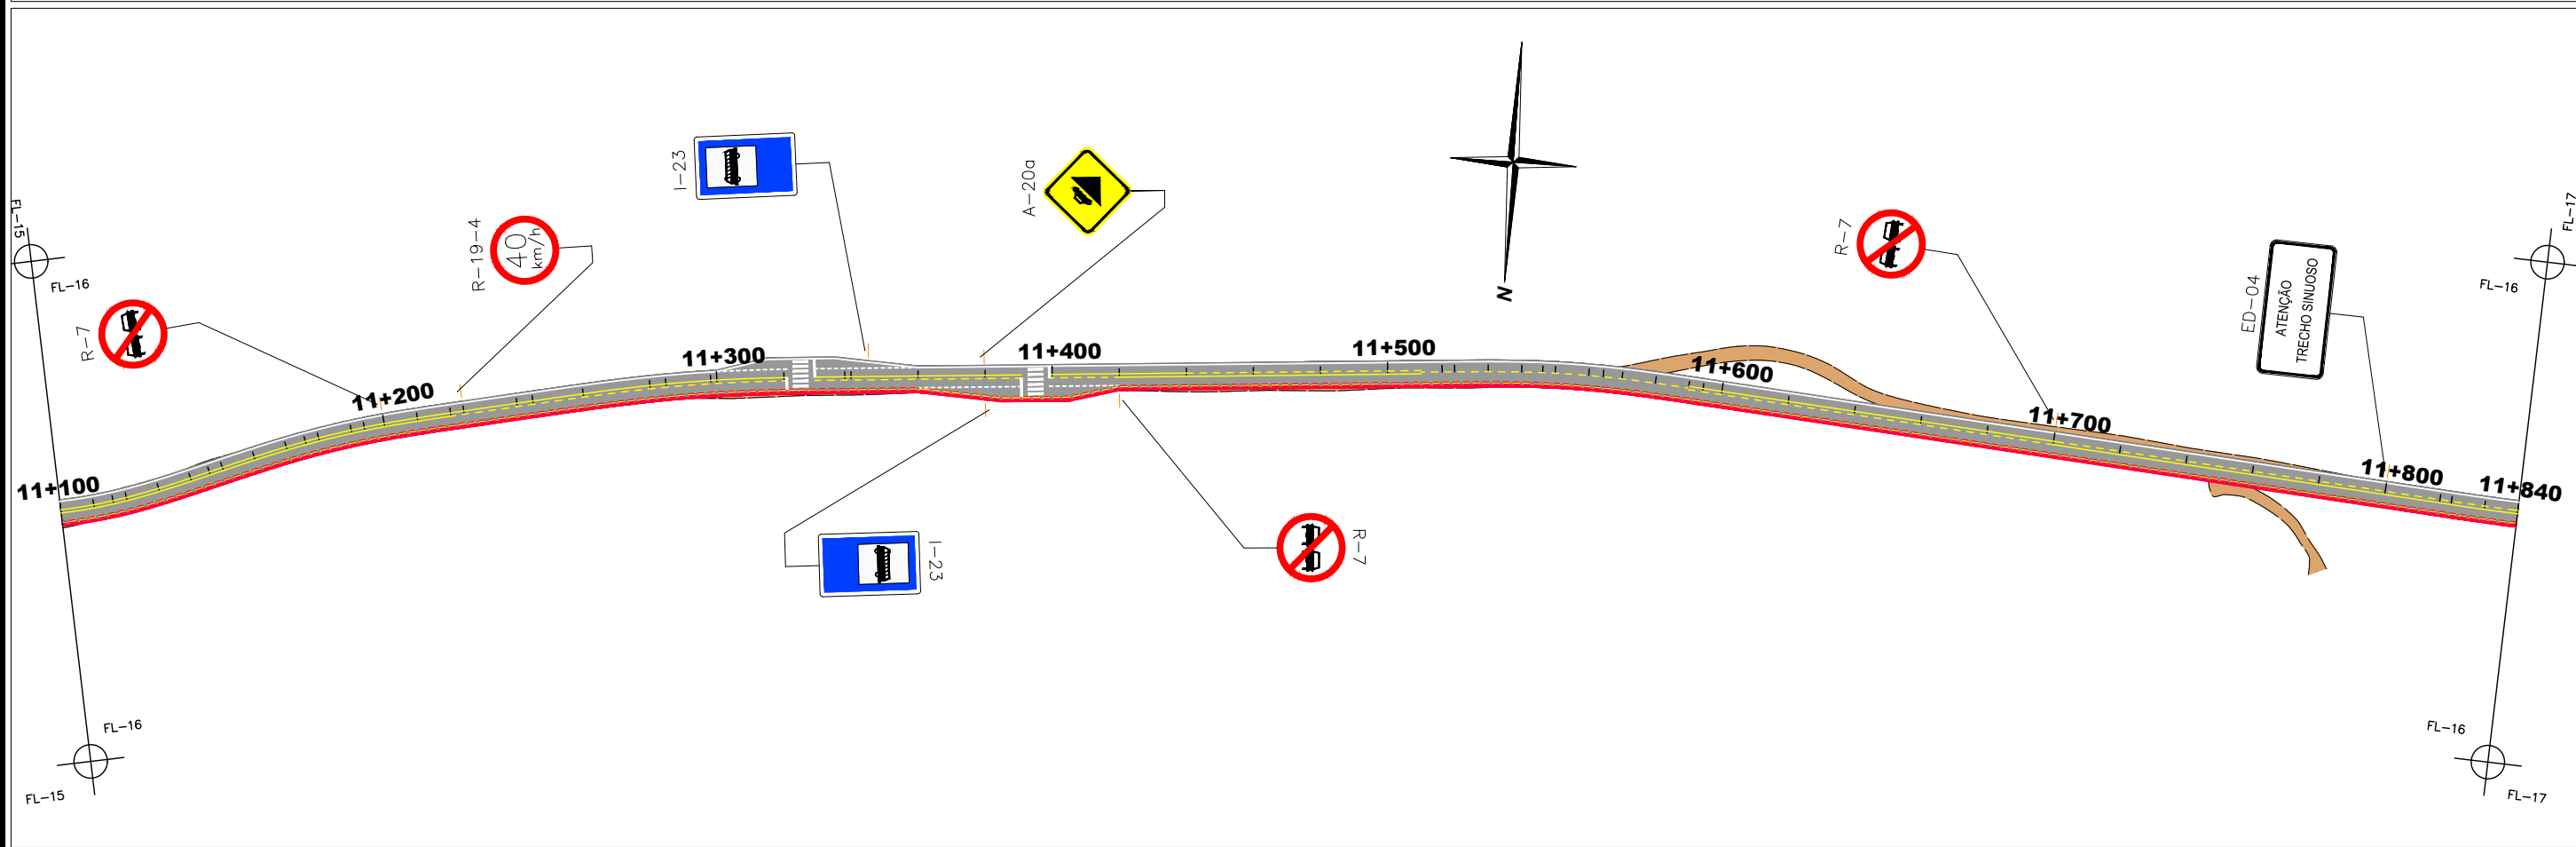 FL-15
FL-16
R-7
R-19-4
40
km/h
I-23
A-20a
N
R-7
ED-04
ATENÇÃO
TRECHO SINUOSO
FL-17
FL-16
11+100
11+200
11+300
11+400
11+500
11+600
11+700
11+800
11+840
I-23
R-7
FL-16
FL-15
FL-16
FL-17